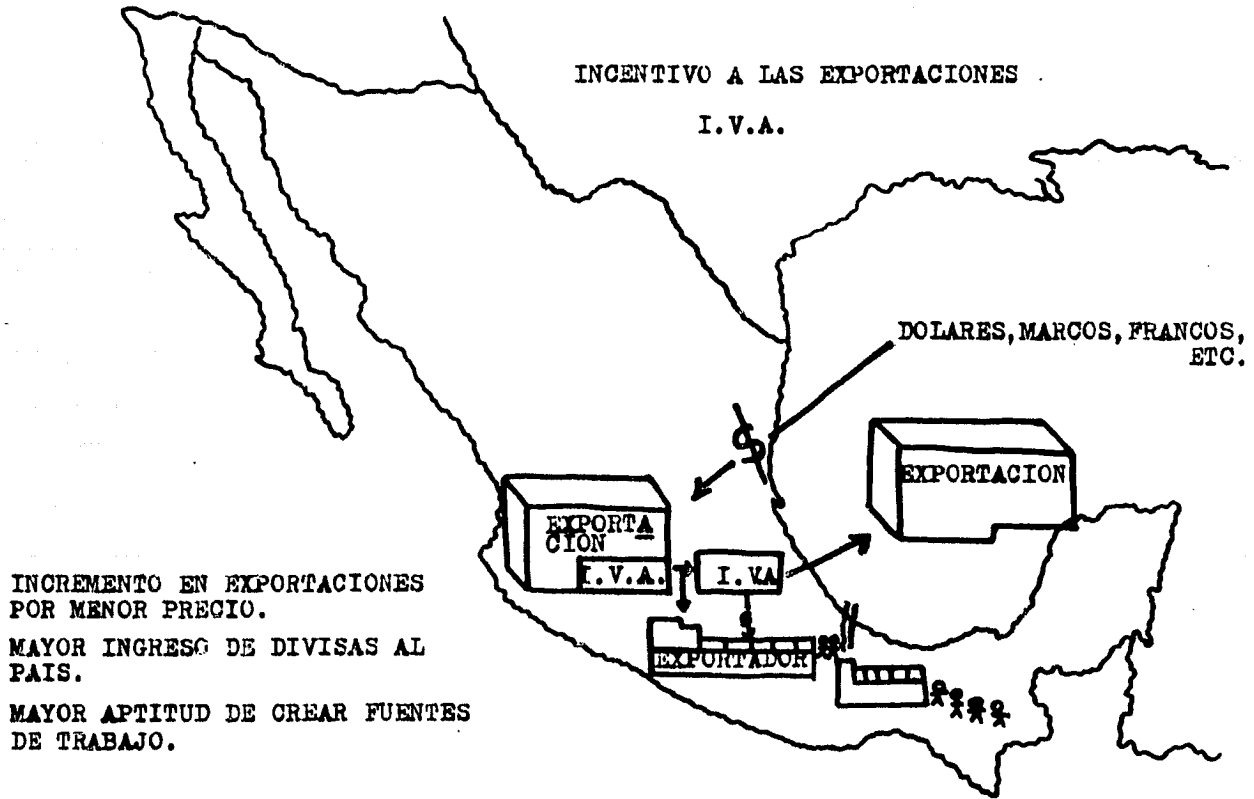 INCENTIVO A LAS EXPORTACIONES
I.V.A.
DOLARES, MARCOS, FRANCOS,
ETC.
$
EXPORTACION
EXPORTA
CION
I.V.A.
I.VA
EXPORTADOR
INCREMENTO EN EXPORTACIONES
POR MENOR PRECIO.
MAYOR INGRESO DE DIVISAS AL
PAIS.
MAYOR APTITUD DE CREAR FUENTES
DE TRABAJO.